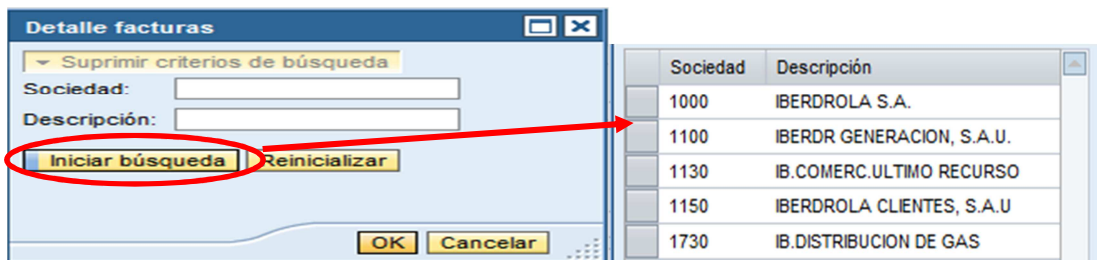 Detalle facturas
Suprimir criterios de búsqueda
Sociedad:
Descripción:
Iniciar búsqueda Reinicializar
OK Cancelar
Sociedad Descripción
1000 IBERDROLA S.A.
1100 IBERDR GENERACION, S.A.U.
1130 IB.COMERC.ULTIMO RECURSO
1150 IBERDROLA CLIENTES, S.A.U
1730 IB.DISTRIBUCION DE GAS